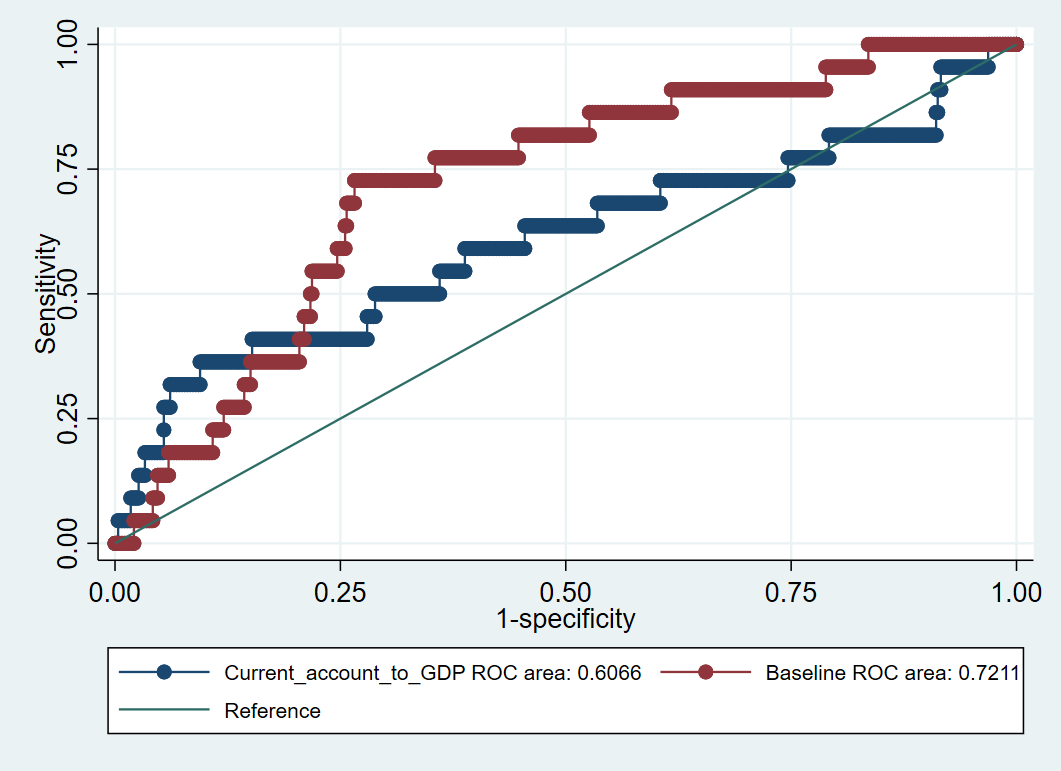 Sensitivity
1.00
0.75
0.50
0.25
0.00
0.00 0.25 0.50 0.75 1.00
1-specificity
Current_account_to_GDP ROC area: 0.6066 Baseline ROC area: 0.7211
Reference